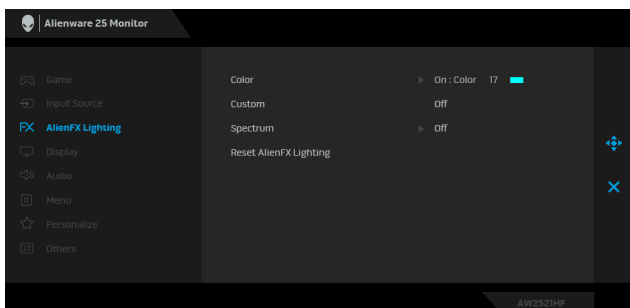 Alienware 25 Monitor
Game
Input Source
FX AlienFX Lighting
Display
Audio
Menu
Personalize
Others
Color On : Color 17
Custom Off
Spectrum Off
Reset AlienFX Lighting
AW2521HF